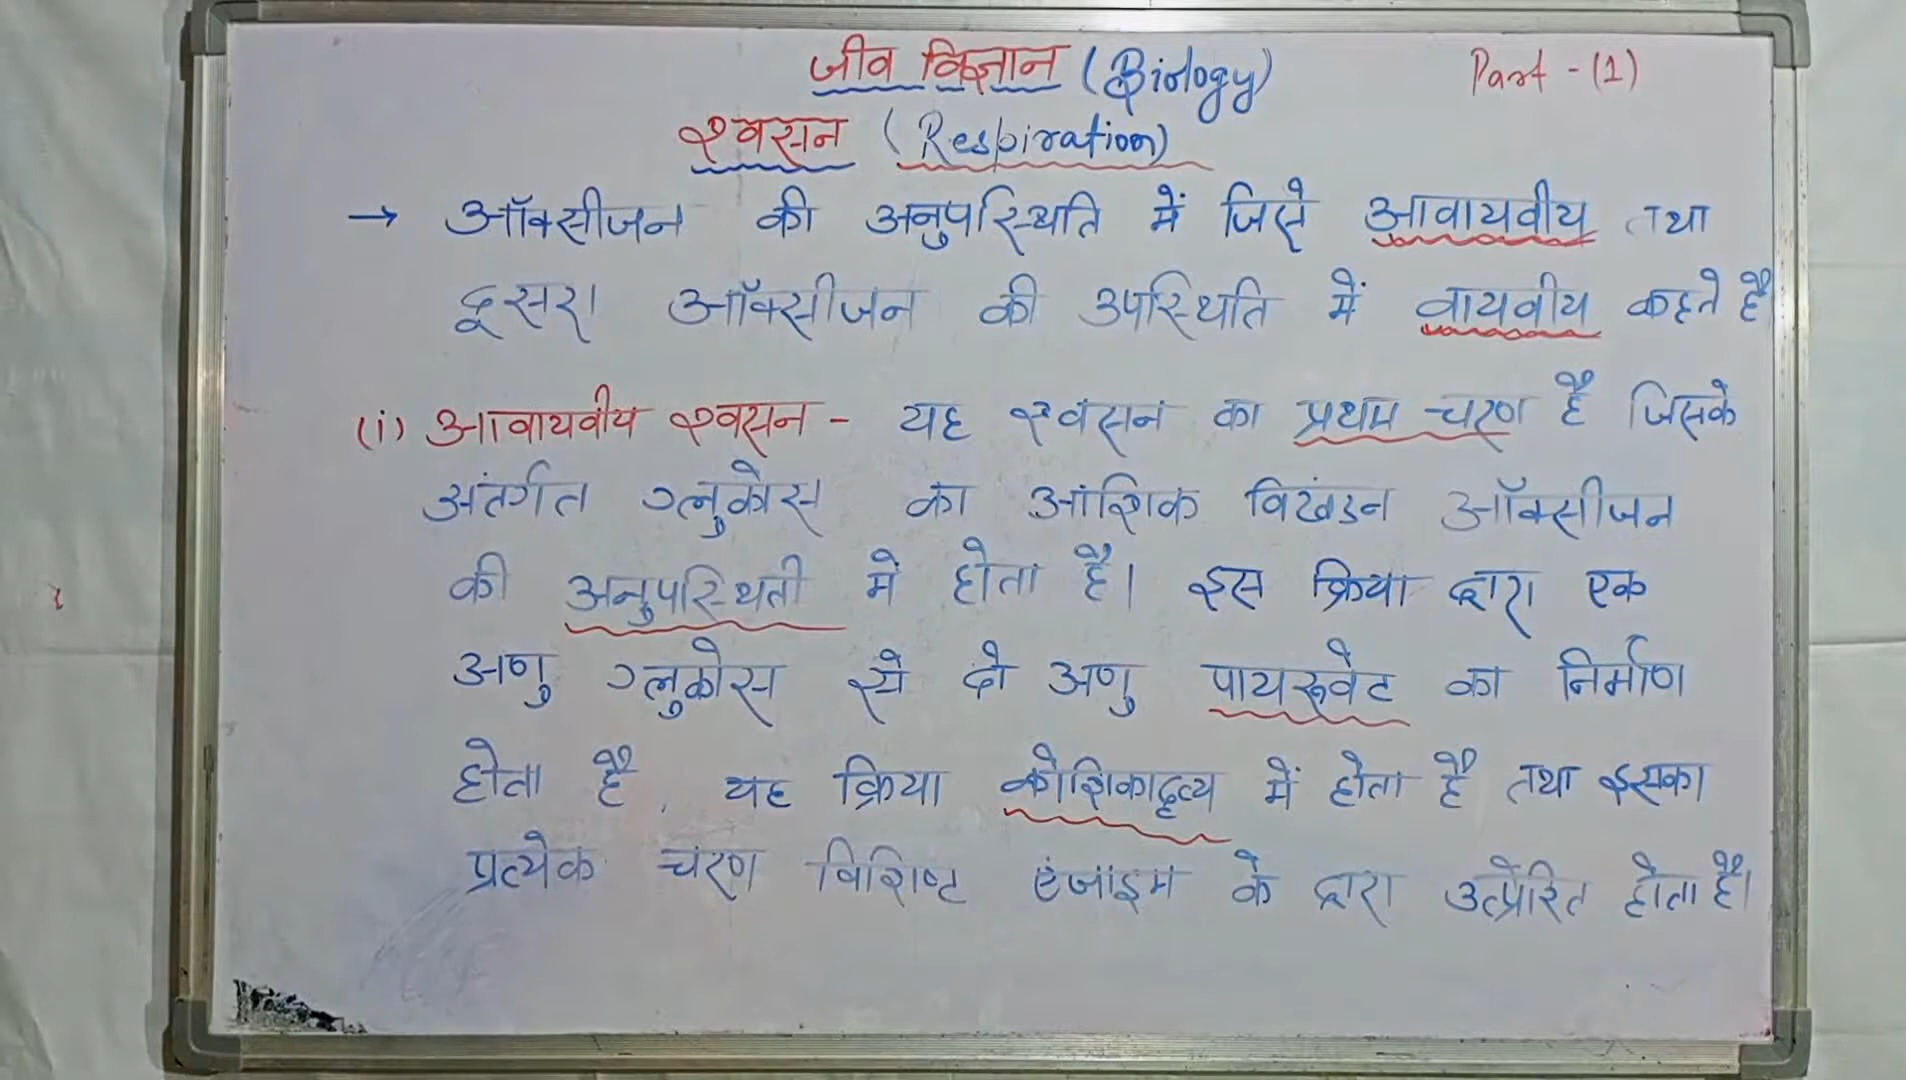 जीव विज्ञान (Biology)
Part - (1)
श्वसन (Respiration)
→ ऑक्सीजन की अनुपस्थिति में जिसे आवायवीय तथा
दूसरा ऑक्सीजन की उपस्थिति में वायवीय कहते है
(i) आवायवीय श्वसन - यह श्वसन का प्रथम चरण है जिसके
अंतर्गत ग्लुकोस का आंशिक विखंडन ऑक्सीजन
की अनुपस्थिती मे होता है। इस क्रिया द्वारा एक
अणु ग्लुकोस से दो अणु पायरूवेट का निर्माण
होता है, यह क्रिया कोशिकाद्रव्य में होता है तथा इसका
प्रत्येक चरण विशिष्ट एंजाइम के द्वारा उत्प्रेरित होता है।